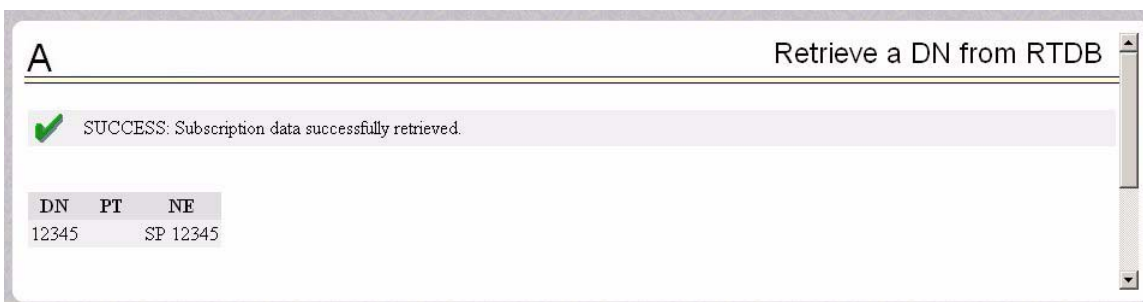 A
Retrieve a DN from RTDB
SUCCESS: Subscription data successfully retrieved.
DN PT NE
12345 SP 12345